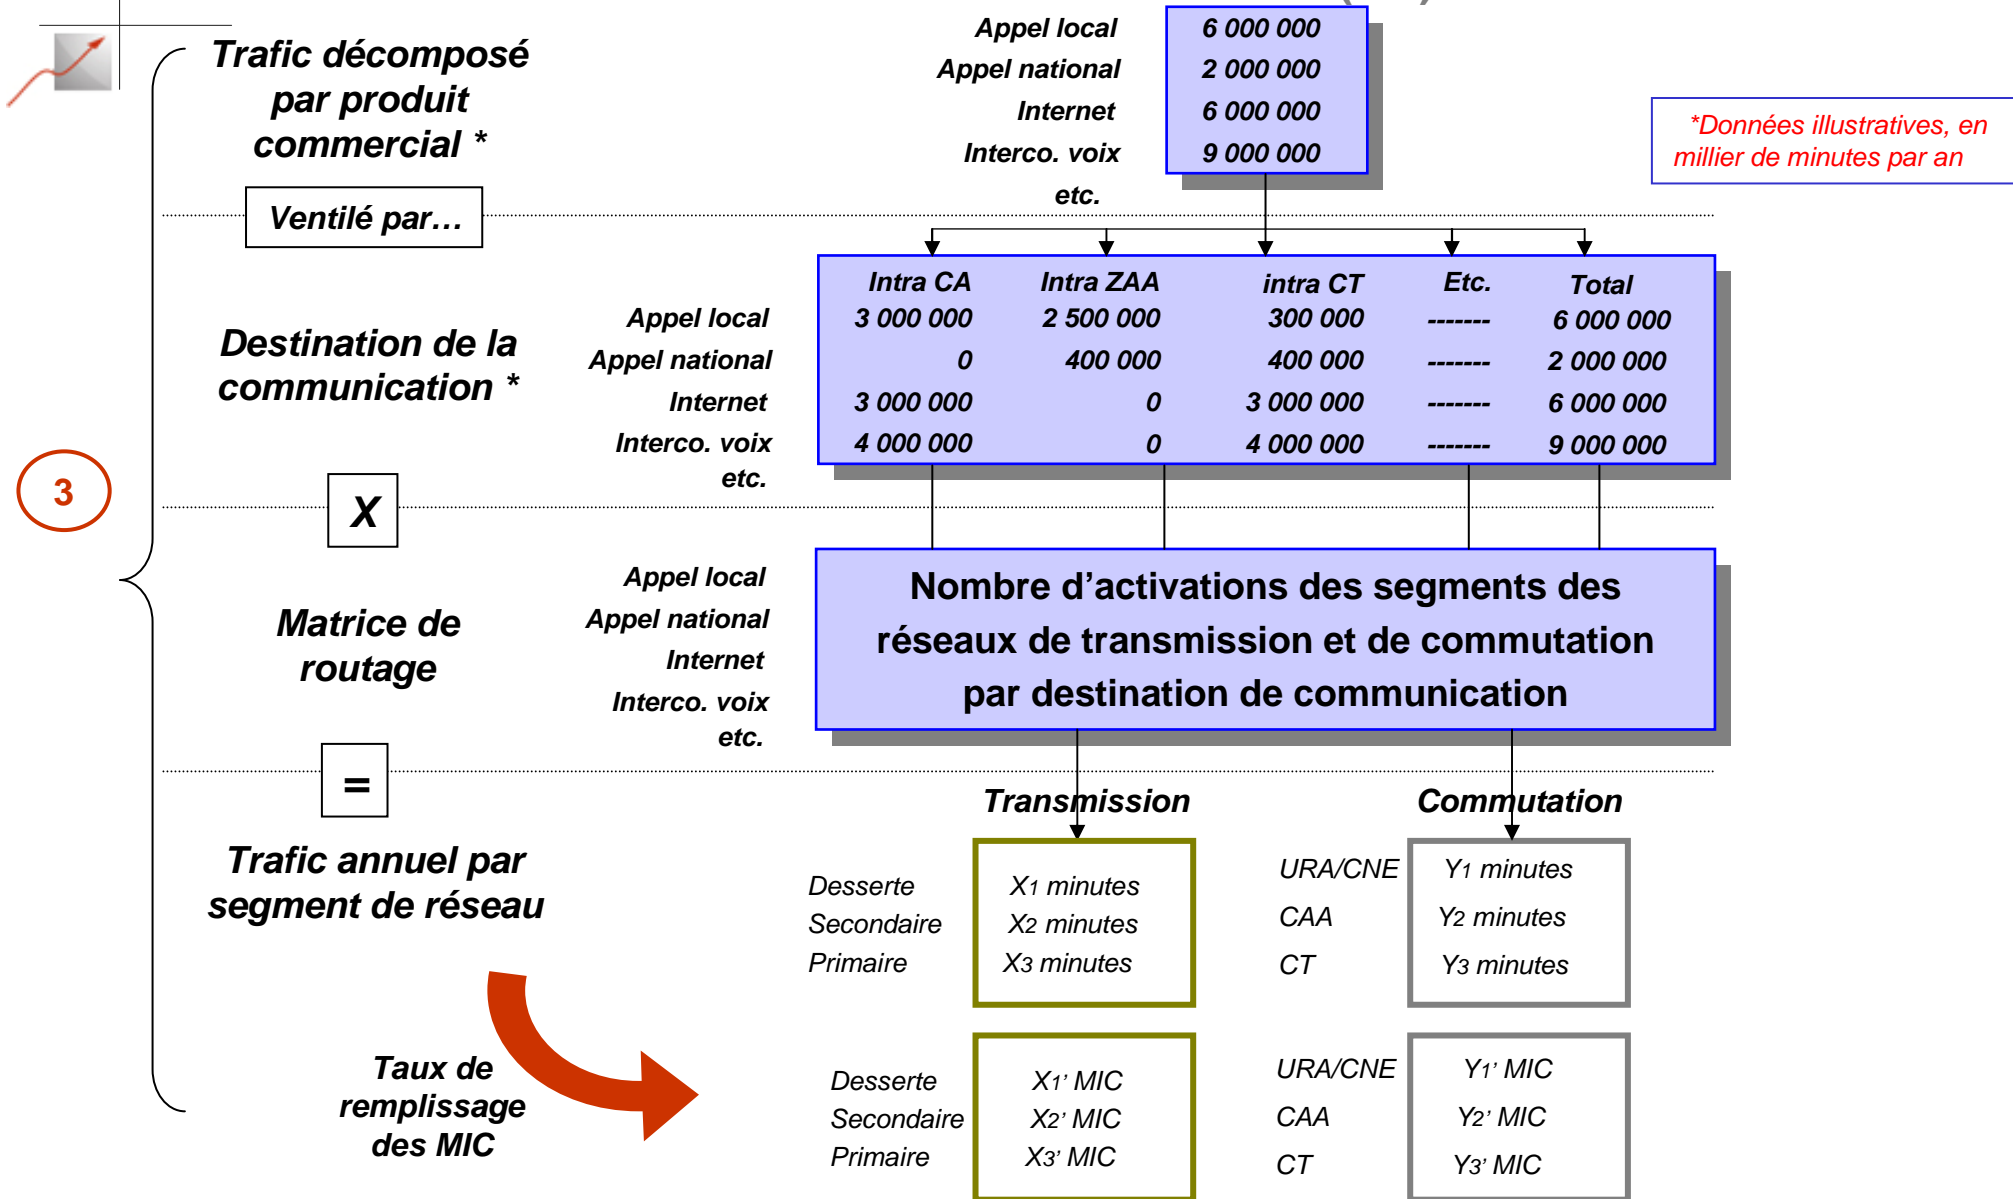 Trafic décomposé
par produit
commercial *
Appel local 6 000 000
Appel national 2 000 000
Internet 6 000 000
Interco. voix 9 000 000
etc.
*Données illustratives, en
millier de minutes par an
Ventilé par…
Intra CA Intra ZAA intra CT Etc. Total
Appel local 3 000 000 2 500 000 300 000 ------- 6 000 000
Appel national 0 400 000 400 000 ------- 2 000 000
Internet 3 000 000 0 3 000 000 ------- 6 000 000
Interco. voix 4 000 000 0 4 000 000 ------- 9 000 000
etc.
Destination de la
communication *
3
X
Matrice de
routage
Appel local
Appel national
Internet
Interco. voix
etc.
Nombre d’activations des segments des
réseaux de transmission et de commutation
par destination de communication
=
Trafic annuel par
segment de réseau
Transmission
Desserte X1 minutes
Secondaire X2 minutes
Primaire X3 minutes
Commutation
URA/CNE Y1 minutes
CAA Y2 minutes
CT Y3 minutes
Taux de
remplissage
des MIC
Desserte X1’ MIC
Secondaire X2’ MIC
Primaire X3’ MIC
URA/CNE Y1’ MIC
CAA Y2’ MIC
CT Y3’ MIC